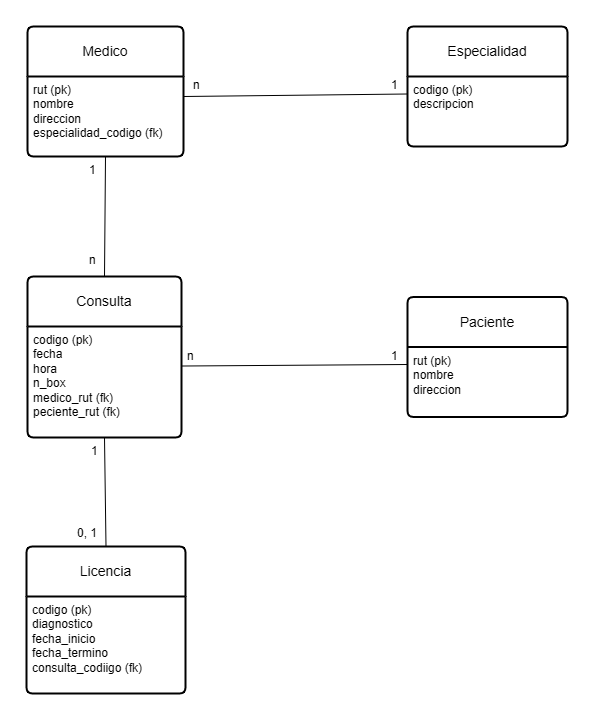 Medico
rut (pk)
nombre
direccion
especialidad_codigo (fk)
n
1
Especialidad
codigo (pk)
descripcion
1
n
Consulta
codigo (pk)
fecha
hora
n_box
medico_rut (fk)
peciente_rut (fk)
n
1
Paciente
rut (pk)
nombre
direccion
1
0, 1
Licencia
codigo (pk)
diagnostico
fecha_inicio
fecha_termino
consulta_codiigo (fk)